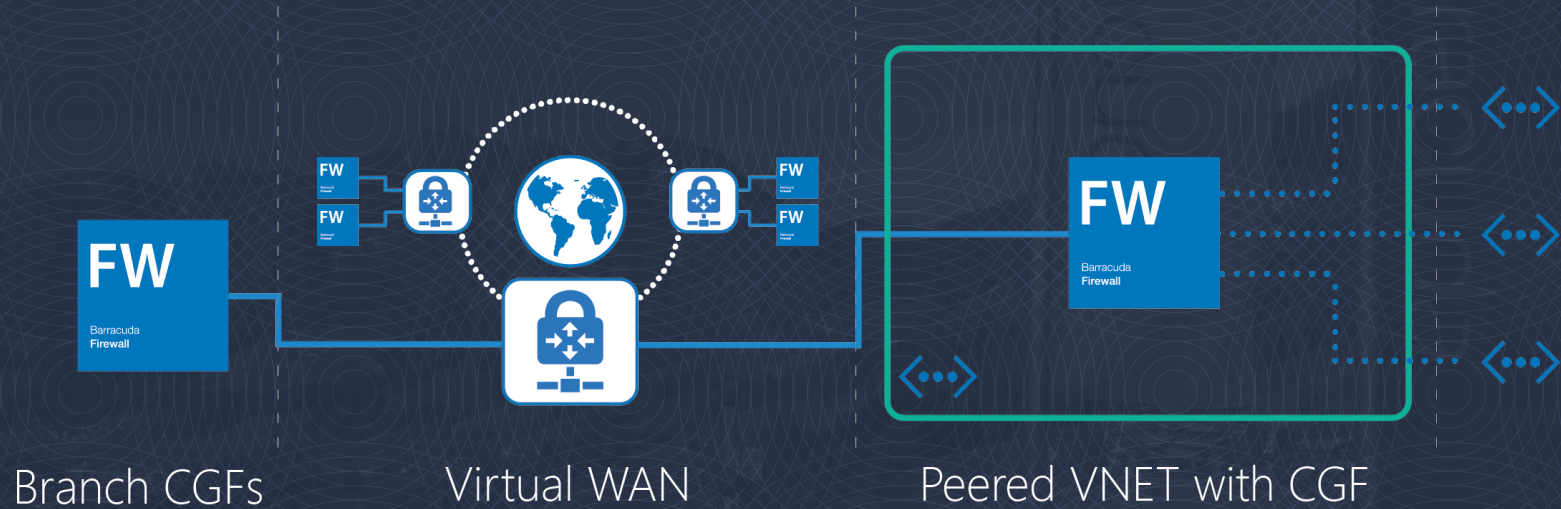 FW
Barracuda
Firewall
FW
FW
FW
FW
FW
Barracuda
Firewall
Branch CGFs
Virtual WAN
Peered VNET with CGF